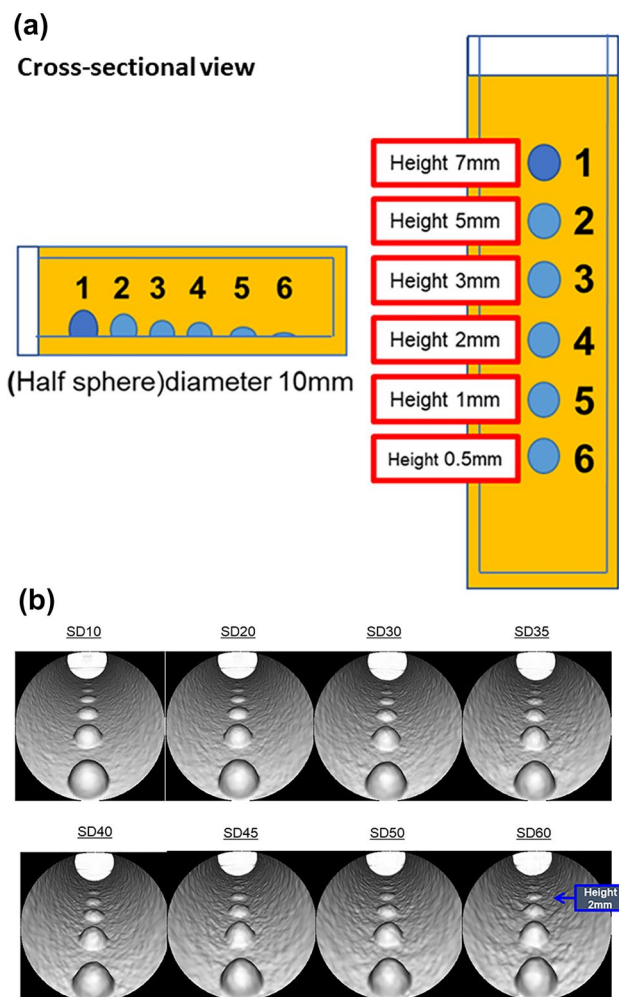 (a)
Cross-sectional view
1 2 3 4 5 6
(Half sphere)diameter 10mm
Height 7mm 1
Height 5mm 2
Height 3mm 3
Height 2mm 4
Height 1mm 5
Height 0.5mm 6
(b)
SD10 SD20 SD30 SD35
SD40 SD45 SD50 SD60
Height
2mm